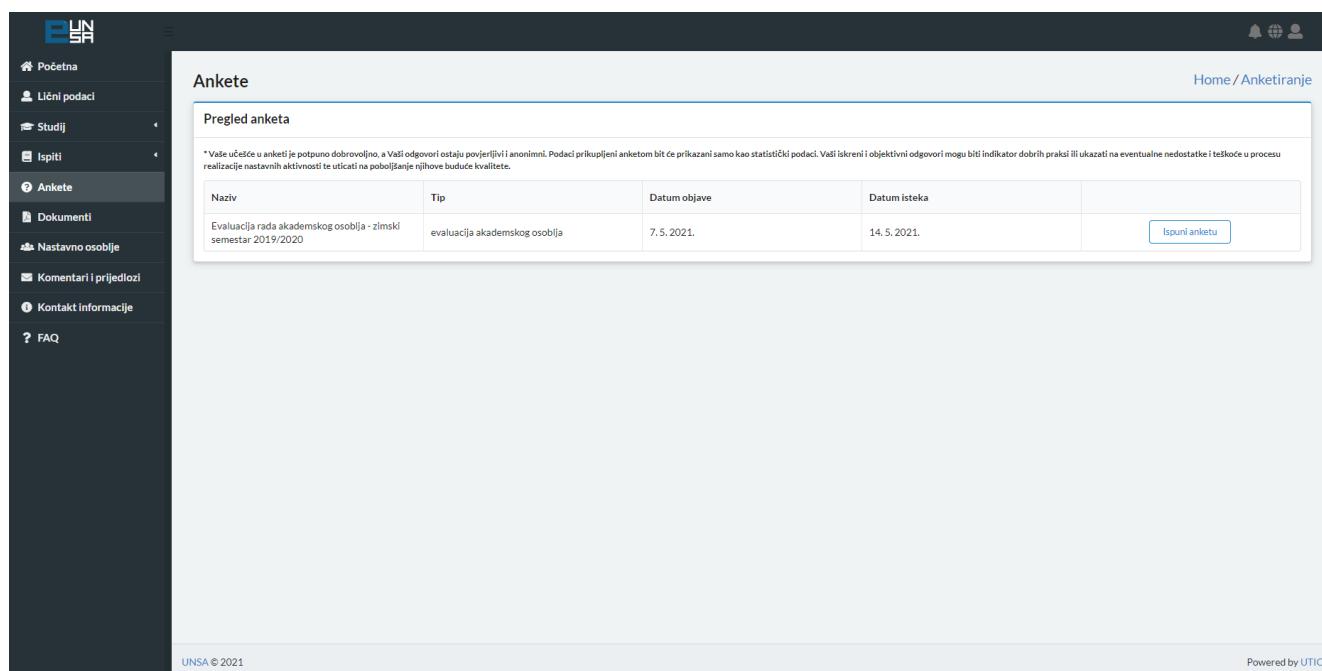 eUNSA
Početna
Lični podaci
Studij
Ispiti
Ankete
Dokumenti
Nastavno osoblje
Komentari i prijedlozi
Kontakt informacije
FAQ
Ankete
Home / Anketiranje
Pregled anketa
* Vaše učešće u anketi je potpuno dobrovoljno, a Vaši odgovori ostaju povjerljivi i anonimni. Podaci prikupljeni anketom bit će prikazani samo kao statistički podaci. Vaši iskreni i objektivni odgovori mogu biti indikator dobrih praksi ili ukazati na eventualne nedostatke i teškoće u procesu
realizacije nastavnih aktivnosti te uticati na poboljšanje njihove buduće kvalitete.
Naziv Tip Datum objave Datum isteka
Evaluacija rada akademskog osoblja - zimski
semestar 2019/2020
evaluacija akademskog osoblja
7. 5. 2021.
14. 5. 2021.
Ispuni anketu
UNSA © 2021
Powered by UTIC